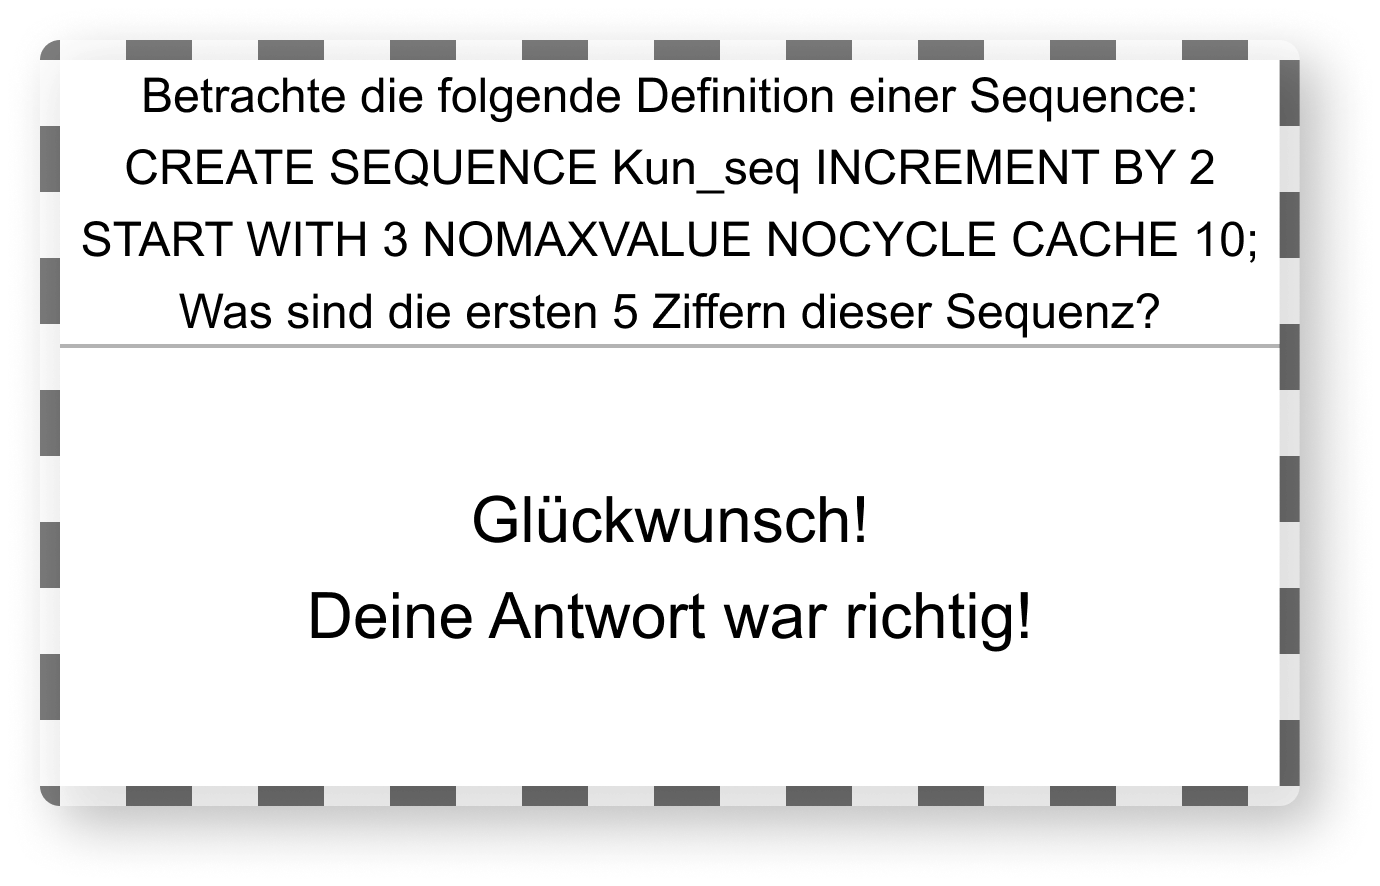 Betrachte die folgende Definition einer Sequence:
CREATE SEQUENCE Kun_seq INCREMENT BY 2
START WITH 3 NOMAXVALUE NOCYCLE CACHE 10;
Was sind die ersten 5 Ziffern dieser Sequenz?
Glückwunsch!
Deine Antwort war richtig!